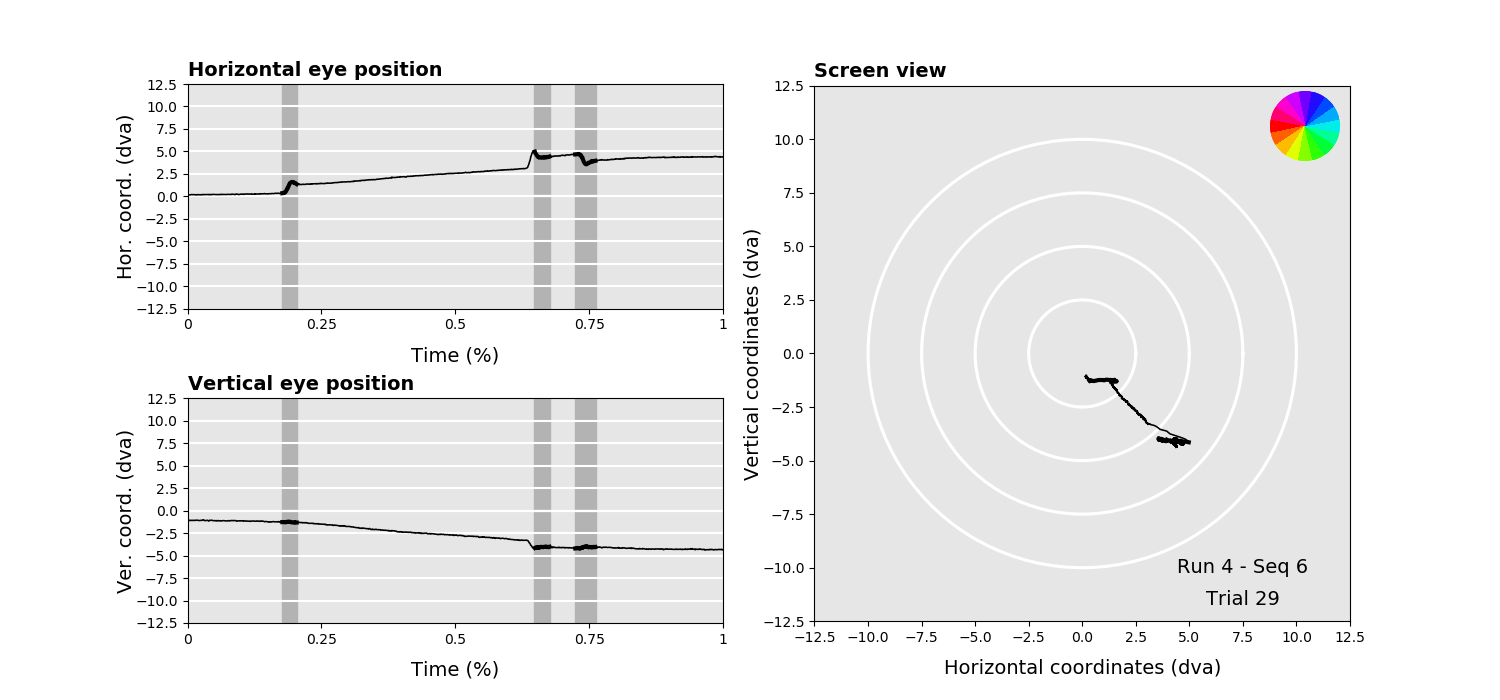 Horizontal eye position
12.5
10.0
7.5
5.0
2.5
0.0
−2.5
−5.0
−7.5
−10.0
−12.5
Hor. coord. (dva)
0 0.25 0.5 0.75 1
Time (%)
Vertical eye position
12.5
10.0
7.5
5.0
2.5
0.0
−2.5
−5.0
−7.5
−10.0
−12.5
Ver. coord. (dva)
0 0.25 0.5 0.75 1
Time (%)
Screen view
12.5
10.0
7.5
5.0
2.5
0.0
−2.5
−5.0
−7.5
−10.0
−12.5
Vertical coordinates (dva)
Run 4 - Seq 6
Trial 29
−12.5 −10.0 −7.5 −5.0 −2.5 0.0 2.5 5.0 7.5 10.0 12.5
Horizontal coordinates (dva)